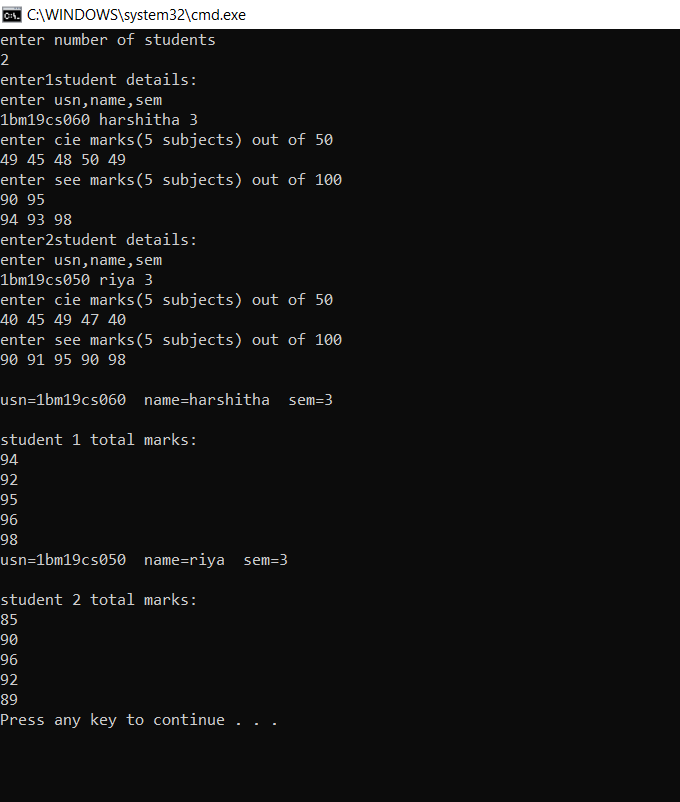 C:\WINDOWS\system32\cmd.exe
enter number of students
2
enter1student details:
enter usn,name,sem
1bm19cs060 harshitha 3
enter cie marks(5 subjects) out of 50
49 45 48 50 49
enter see marks(5 subjects) out of 100
90 95
94 93 98
enter2student details:
enter usn,name,sem
1bm19cs050 riya 3
enter cie marks(5 subjects) out of 50
40 45 49 47 40
enter see marks(5 subjects) out of 100
90 91 95 90 98
usn=1bm19cs060  name=harshitha  sem=3
student 1 total marks:
94
92
95
96
98
usn=1bm19cs050  name=riya  sem=3
student 2 total marks:
85
90
96
92
89
Press any key to continue . . .